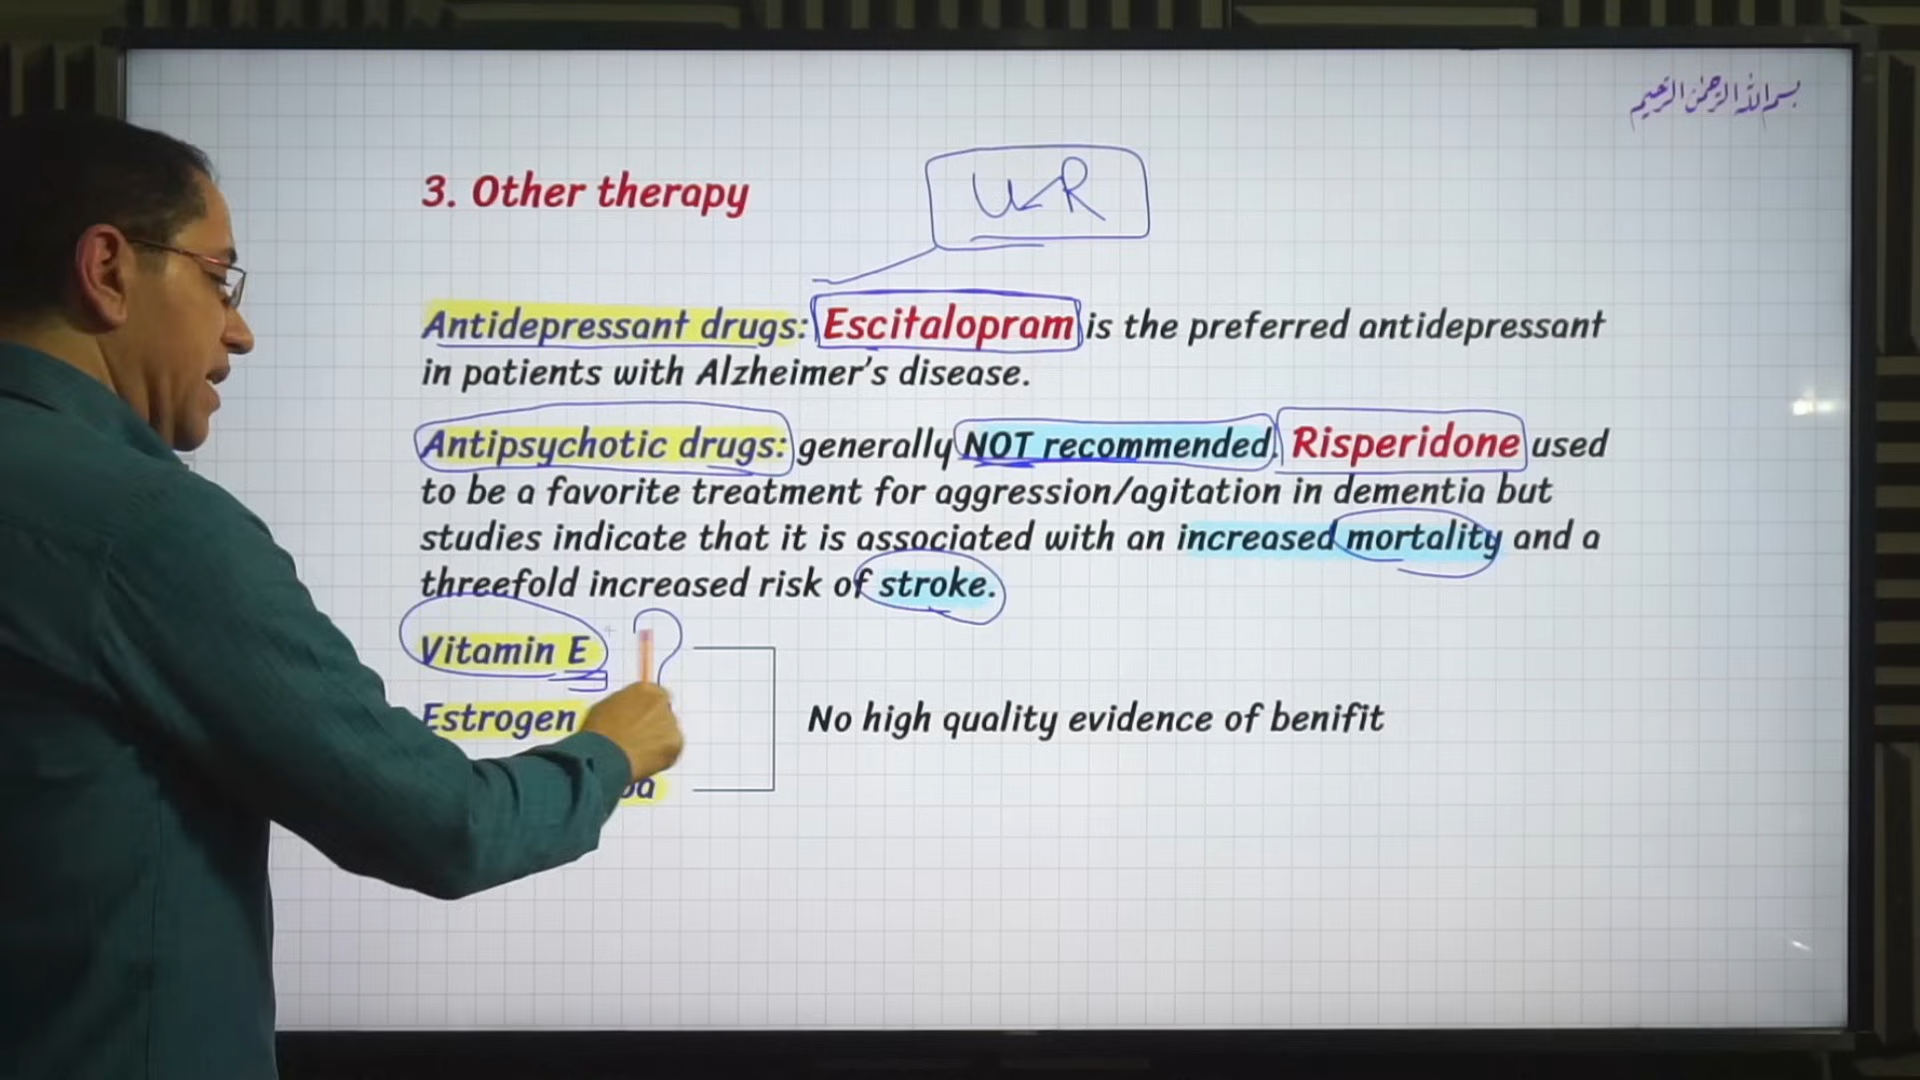 بسم الله الرحمن الرحيم
3. Other therapy
Antidepressant drugs: Escitalopram is the preferred antidepressant
in patients with Alzheimer's disease.
Antipsychotic drugs: generally NOT recommended. Risperidone used
to be a favorite treatment for aggression/agitation in dementia but
studies indicate that it is associated with an increased mortality and a
threefold increased risk of stroke.
Vitamin E
?
Estrogen
No high quality evidence of benifit